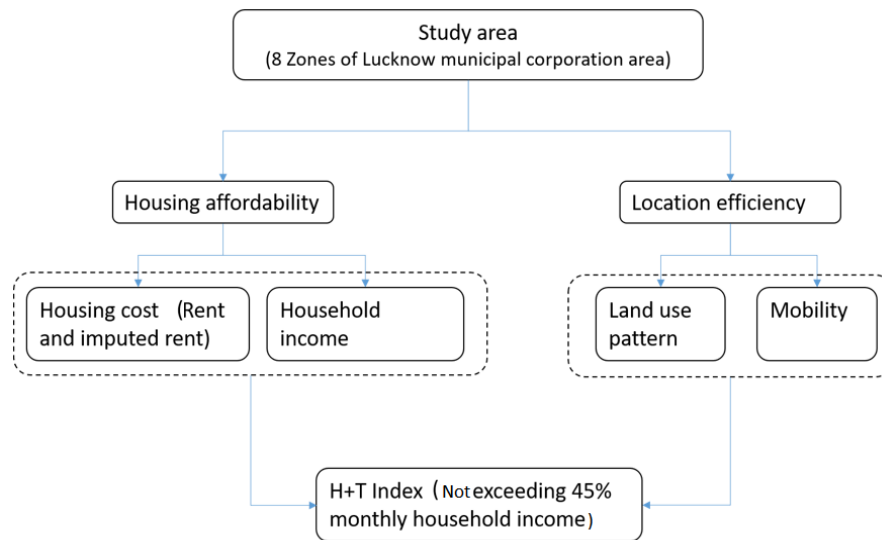 Study area
(8 Zones of Lucknow municipal corporation area)
Housing affordability
Location efficiency
Housing cost (Rent
and imputed rent)
Household
income
Land use
pattern
Mobility
H+T Index (Not exceeding 45%
monthly household income)